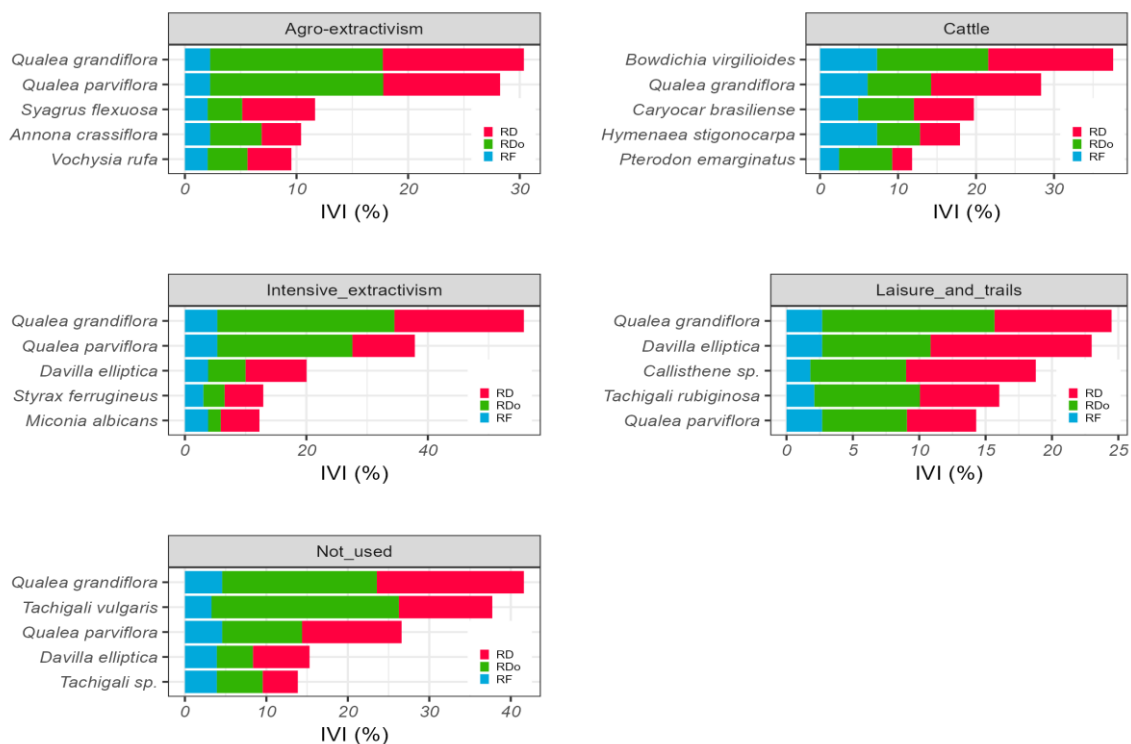 Agro-extractivism
Qualea grandiflora
Qualea parviflora
Syagrus flexuosa
Annona crassiflora
Vochysia rufa
RD
RDo
RF
0 10 20 30
IVI (%)
Cattle
Bowdichia virgilioides
Qualea grandiflora
Caryocar brasiliense
Hymenaea stigonocarpa
Pterodon emarginatus
RD
RDo
RF
0 10 20 30
IVI (%)
Intensive_extractivism
Qualea grandiflora
Qualea parviflora
Davilla elliptica
Styrax ferrugineus
Miconia albicans
RD
RDo
RF
0 20 40
IVI (%)
Laisure_and_trails
Qualea grandiflora
Davilla elliptica
Callisthene sp.
Tachigali rubiginosa
Qualea parviflora
RD
RDo
RF
0 5 10 15 20 25
IVI (%)
Not_used
Qualea grandiflora
Tachigali vulgaris
Qualea parviflora
Davilla elliptica
Tachigali sp.
RD
RDo
RF
0 10 20 30 40
IVI (%)